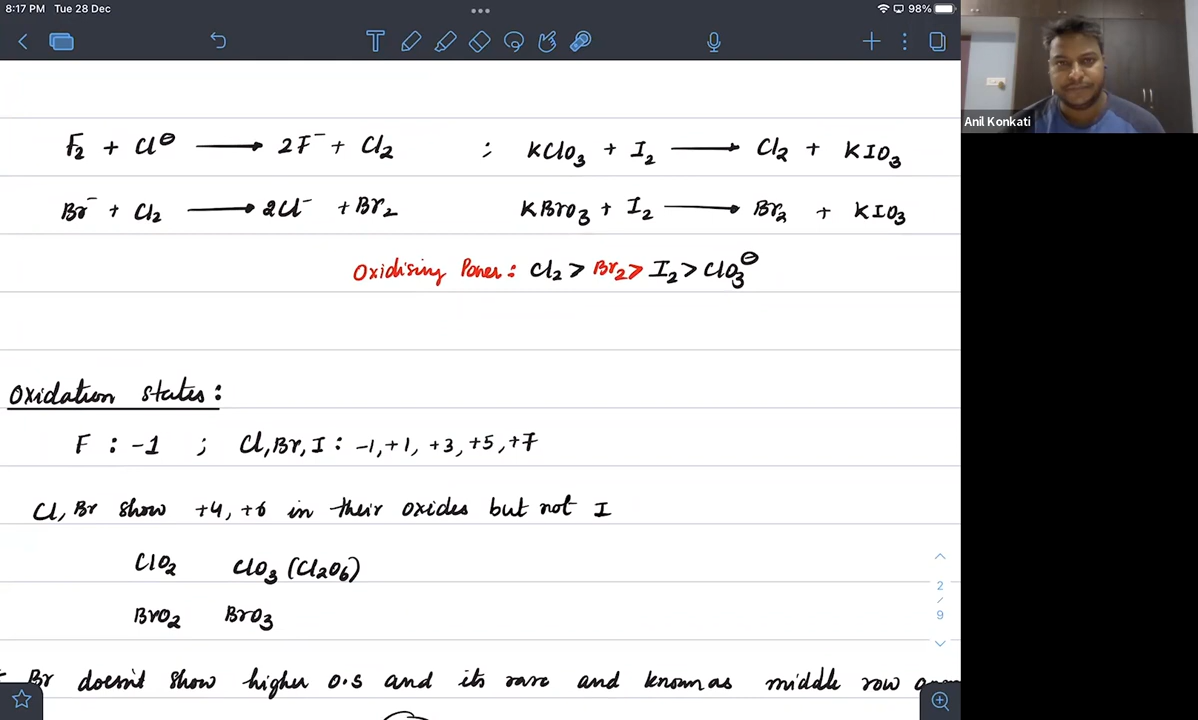 8:17 PM Tue 28 Dec
98%
Anil Konkati
F₂ + Cl⊖ ⟶ 2F⁻ + Cl₂ ; KClO₃ + I₂ ⟶ Cl₂ + KIO₃
Br⁻ + Cl₂ ⟶ 2Cl⁻ + Br₂ KBrO₃ + I₂ ⟶ Br₂ + KIO₃
Oxidising Power : Cl₂ > Br₂ > I₂ > ClO₃⊖
Oxidation states :
F : -1 ; Cl, Br, I : -1, +1, +3, +5, +7
Cl, Br show +4, +6 in their oxides but not I
ClO₂ ClO₃ (Cl₂O₆)
BrO₂ BrO₃
2
/
9
Br doesn't show higher O.S and its rare and known as middle row